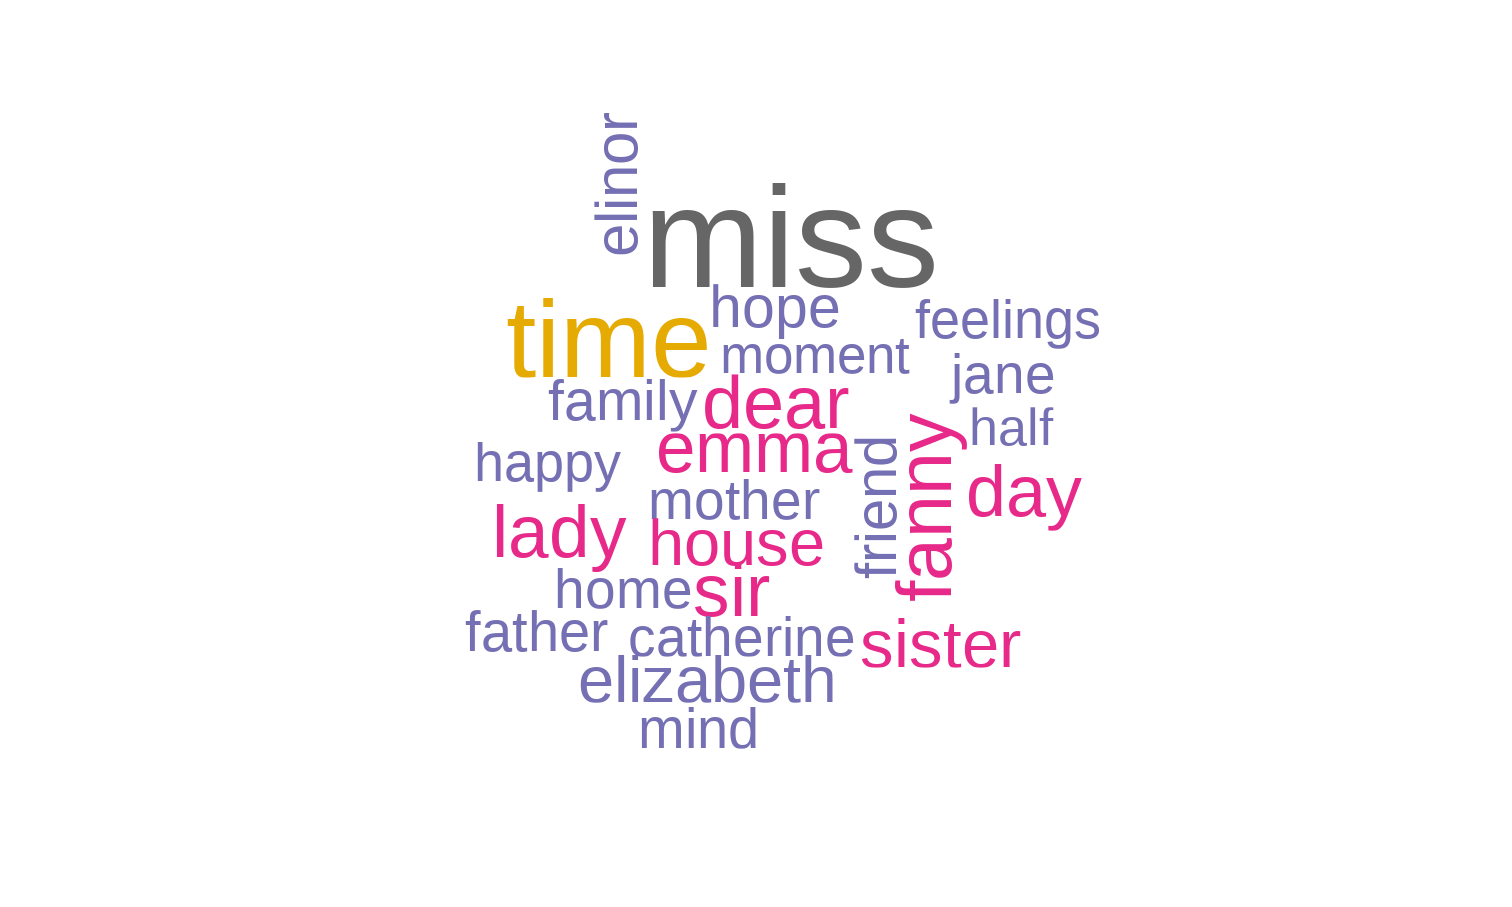 elinor
miss
time
hope
feelings
moment
jane
family
dear
half
emma
happy
friend
fanny
day
mother
lady
house
home
sir
father
catherine
sister
elizabeth
mind